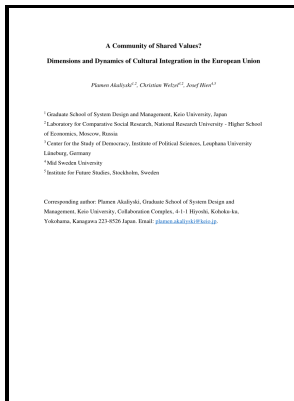 A Community of Shared Values?
Dimensions and Dynamics of Cultural Integration in the European Union
Plamen Akaliyski1,2, Christian Welzel2,3, Josef Hien4,5
1 Graduate School of System Design and Management, Keio University, Japan
2 Laboratory for Comparative Social Research, National Research University - Higher School
of Economics, Moscow, Russia
3 Center for the Study of Democracy, Institute of Political Sciences, Leuphana University
Lüneburg, Germany
4 Mid Sweden University
5 Institute for Future Studies, Stockholm, Sweden
Corresponding author: Plamen Akaliyski, Graduate School of System Design and
Management, Keio University, Collaboration Complex, 4-1-1 Hiyoshi, Kohoku-ku,
Yokohama, Kanagawa 223-8526 Japan. Email: plamen.akaliyski@keio.jp.